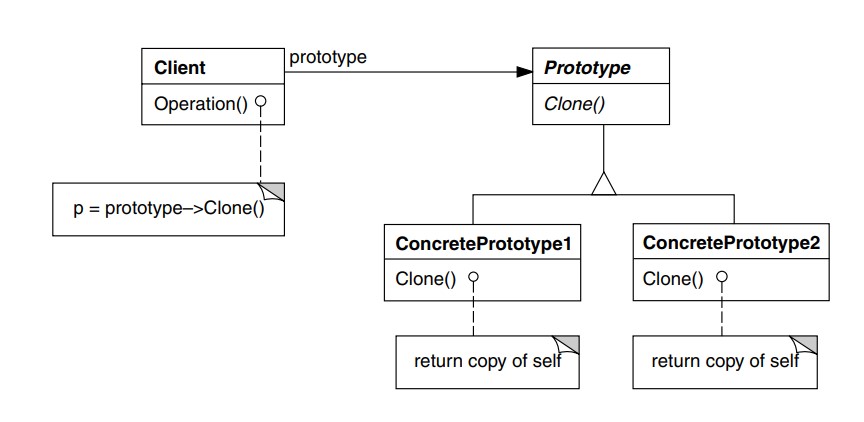 Client
Operation()
p = prototype–>Clone()
prototype
Prototype
Clone()
ConcretePrototype1
Clone()
return copy of self
ConcretePrototype2
Clone()
return copy of self